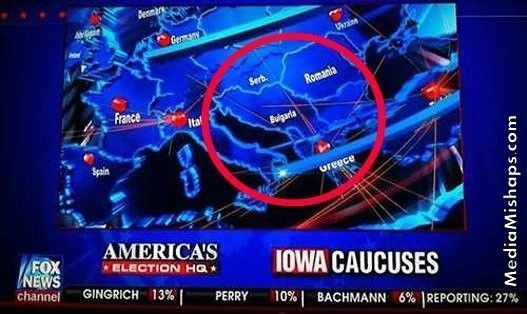 Denmark
Ukraine
Germany
Ireland
Serb.
Romania
France
Ital
Bulgaria
Spain
Greece
AMERICA'S
ELECTION HQ
IOWA CAUCUSES
FOX
NEWS
channel
GINGRICH 13% | PERRY 10% | BACHMANN 6% | REPORTING: 27%
MediaMishaps.com